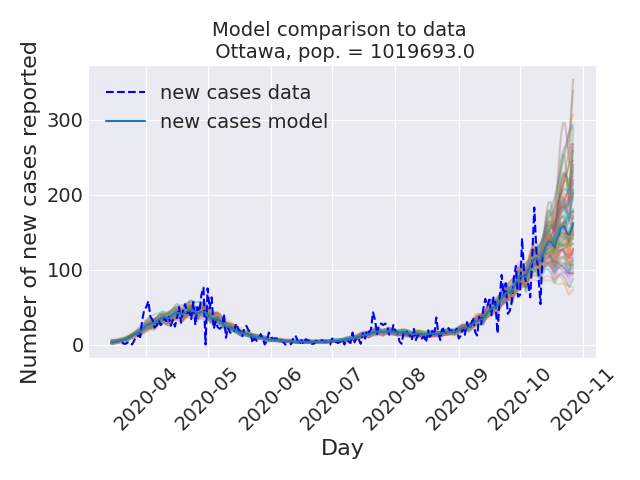 Model comparison to data
Ottawa, pop. = 1019693.0
Number of new cases reported
300
200
100
0
new cases data
new cases model
2020-04
2020-05
2020-06
2020-07
2020-08
2020-09
2020-10
2020-11
Day